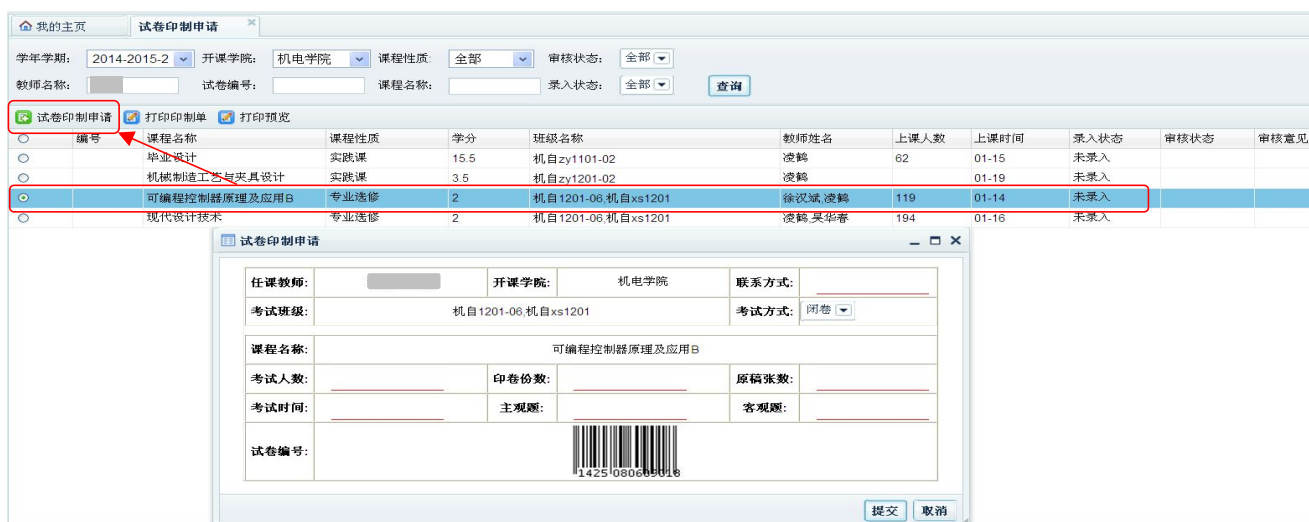 我的主页 试卷印制申请
学年学期: 2014-2015-2 开课学院: 机电学院 课程性质: 全部 审核状态: 全部
教师名称: 试卷编号: 课程名称: 录入状态: 全部 查询
试卷印制申请 打印印制单 打印预览
编号 课程名称 课程性质 学分 班级名称 教师姓名 上课人数 上课时间 录入状态 审核状态 审核意见
毕业设计 实践课 15.5 机自zy1101-02 凌鹤 62 01-15 未录入
机械制造工艺与夹具设计 实践课 3.5 机自zy1201-02 凌鹤 01-19 未录入
可编程控制器原理及应用B 专业选修 2 机自1201-06,机自xs1201 徐汉斌,凌鹤 119 01-14 未录入
现代设计技术 专业选修 2 机自1201-06,机自xs1201 凌鹤,吴华春 194 01-16 未录入
试卷印制申请
任课教师: 开课学院: 机电学院 联系方式:
考试班级: 机自1201-06,机自xs1201 考试方式: 闭卷
课程名称: 可编程控制器原理及应用B
考试人数: 印卷份数: 原稿张数:
考试时间: 主观题: 客观题:
试卷编号:
1425080609018
提交 取消